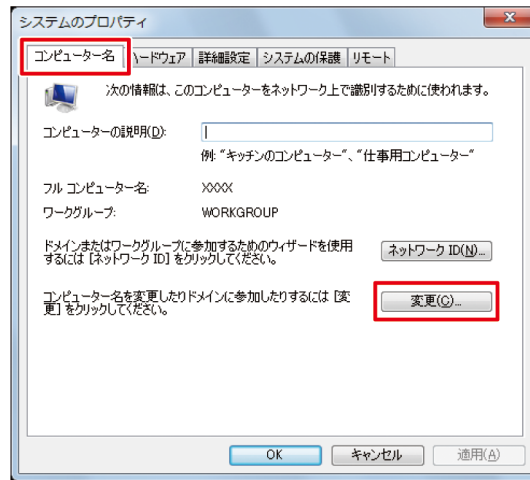 システムのプロパティ
コンピューター名 ハードウェア 詳細設定 システムの保護 リモート
次の情報は、このコンピューターをネットワーク上で識別するために使われます。
コンピューターの説明(D):
例: "キッチンのコンピューター"、"仕事用コンピューター"
フル コンピューター名: XXXX
ワークグループ: WORKGROUP
ドメインまたはワークグループに参加するためのウィザードを使用
するには [ネットワーク ID] をクリックしてください。
ネットワーク ID(N)...
コンピューター名を変更したりドメインに参加したりするには [変
更] をクリックしてください。
変更(C)...
OK キャンセル 適用(A)